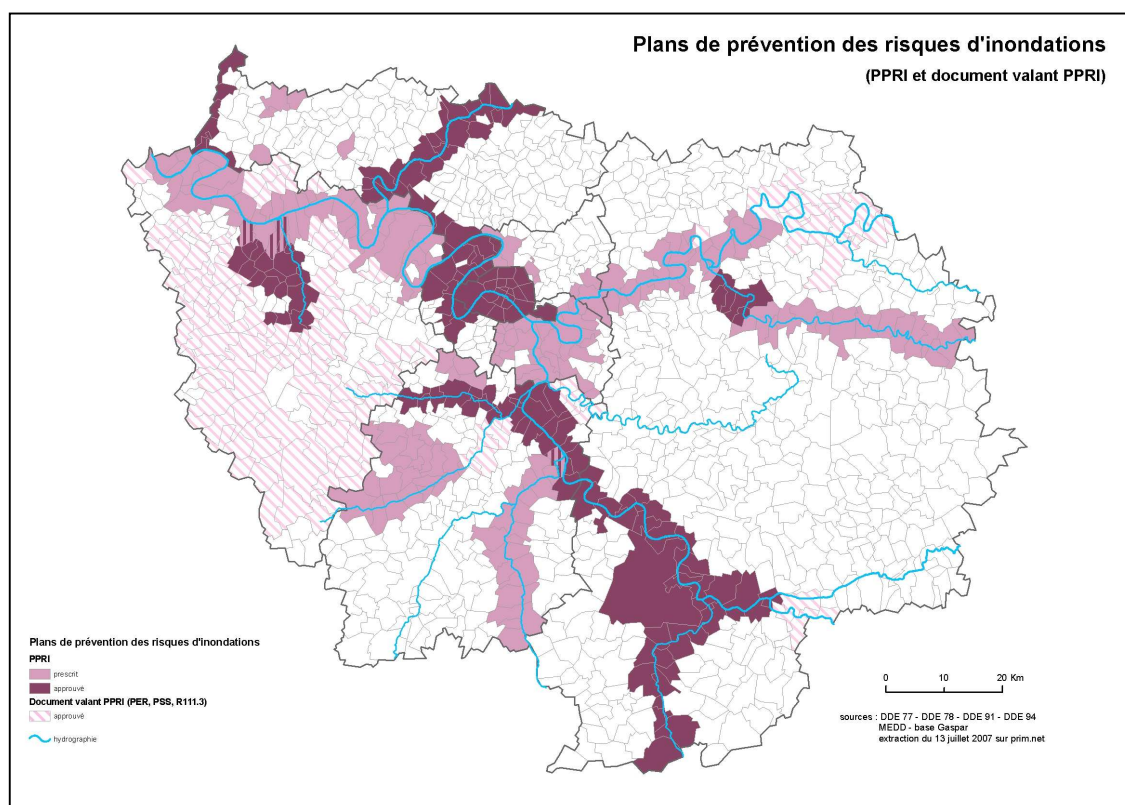 Plans de prévention des risques d'inondations
(PPRI et document valant PPRI)
Plans de prévention des risques d'inondations
PPRI
prescrit
approuvé
Document valant PPRI (PER, PSS, R111.3)
approuvé
hydrographie
0 10 20 Km
sources : DDE 77 - DDE 78 - DDE 91 - DDE 94
MEDD - base Gaspar
extraction du 13 juillet 2007 sur prim.net